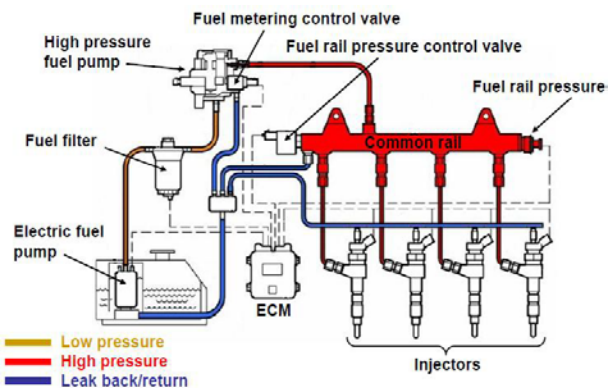 Fuel metering control valve
High pressure
fuel pump
Fuel rail pressure control valve
Fuel rail pressure
Fuel filter
Common rail
Electric fuel
pump
ECM
Injectors
Low pressure
High pressure
Leak back/return